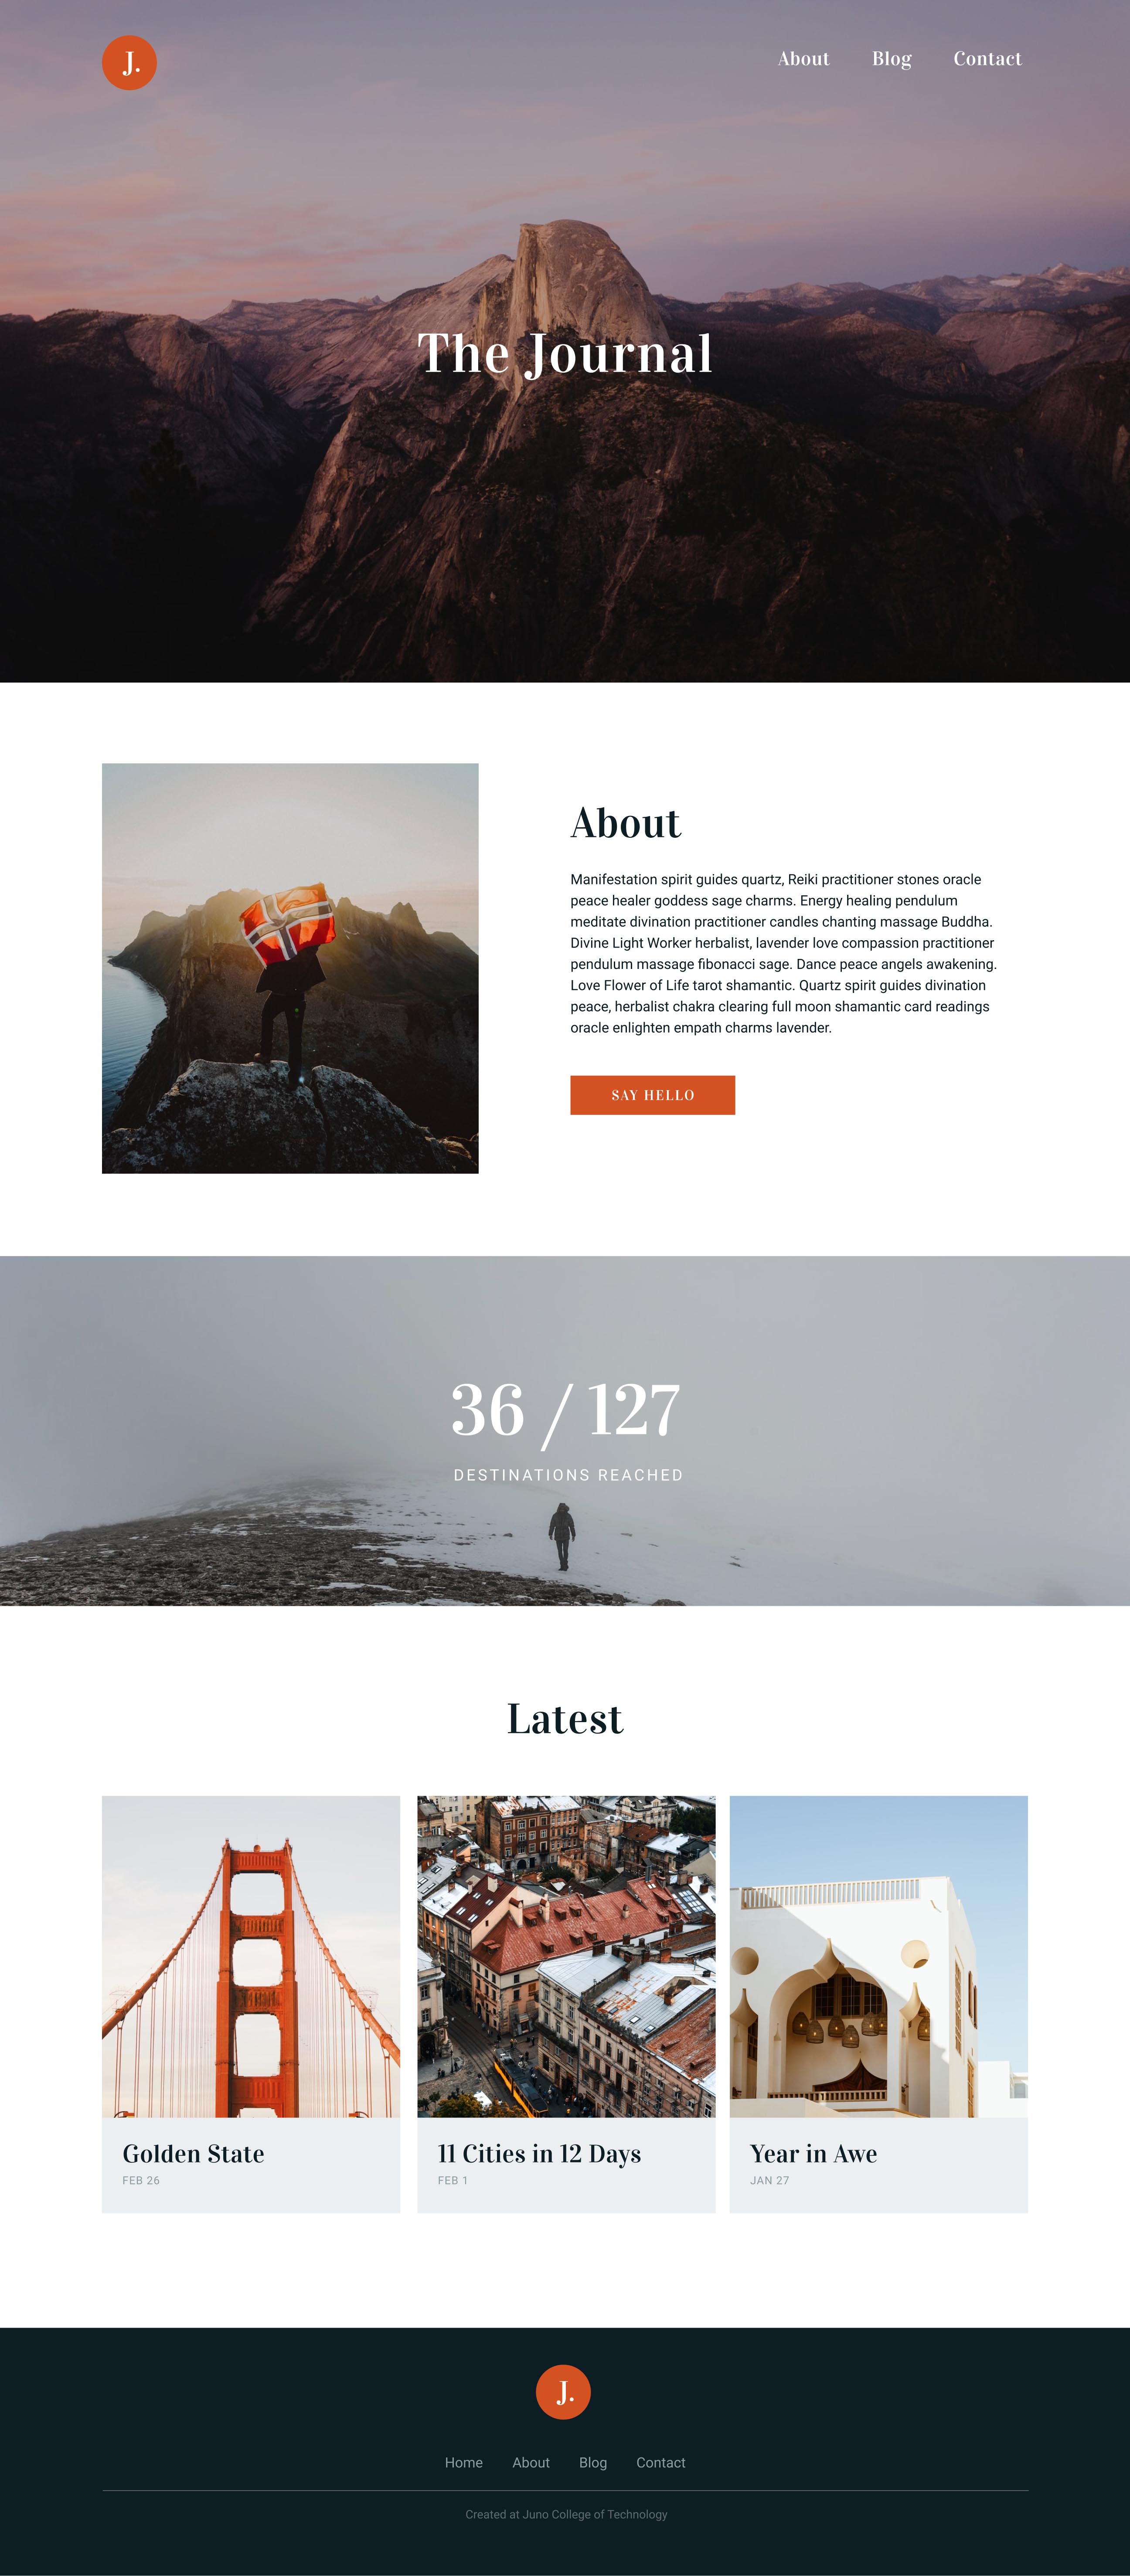 J.
About Blog Contact
The Journal
About
Manifestation spirit guides quartz, Reiki practitioner stones oracle
peace healer goddess sage charms. Energy healing pendulum
meditate divination practitioner candles chanting massage Buddha.
Divine Light Worker herbalist, lavender love compassion practitioner
pendulum massage fibonacci sage. Dance peace angels awakening.
Love Flower of Life tarot shamantic. Quartz spirit guides divination
peace, herbalist chakra clearing full moon shamantic card readings
oracle enlighten empath charms lavender.
SAY HELLO
36 / 127
DESTINATIONS REACHED
Latest
Golden State
FEB 26
11 Cities in 12 Days
FEB 1
Year in Awe
JAN 27
J.
Home About Blog Contact
Created at Juno College of Technology